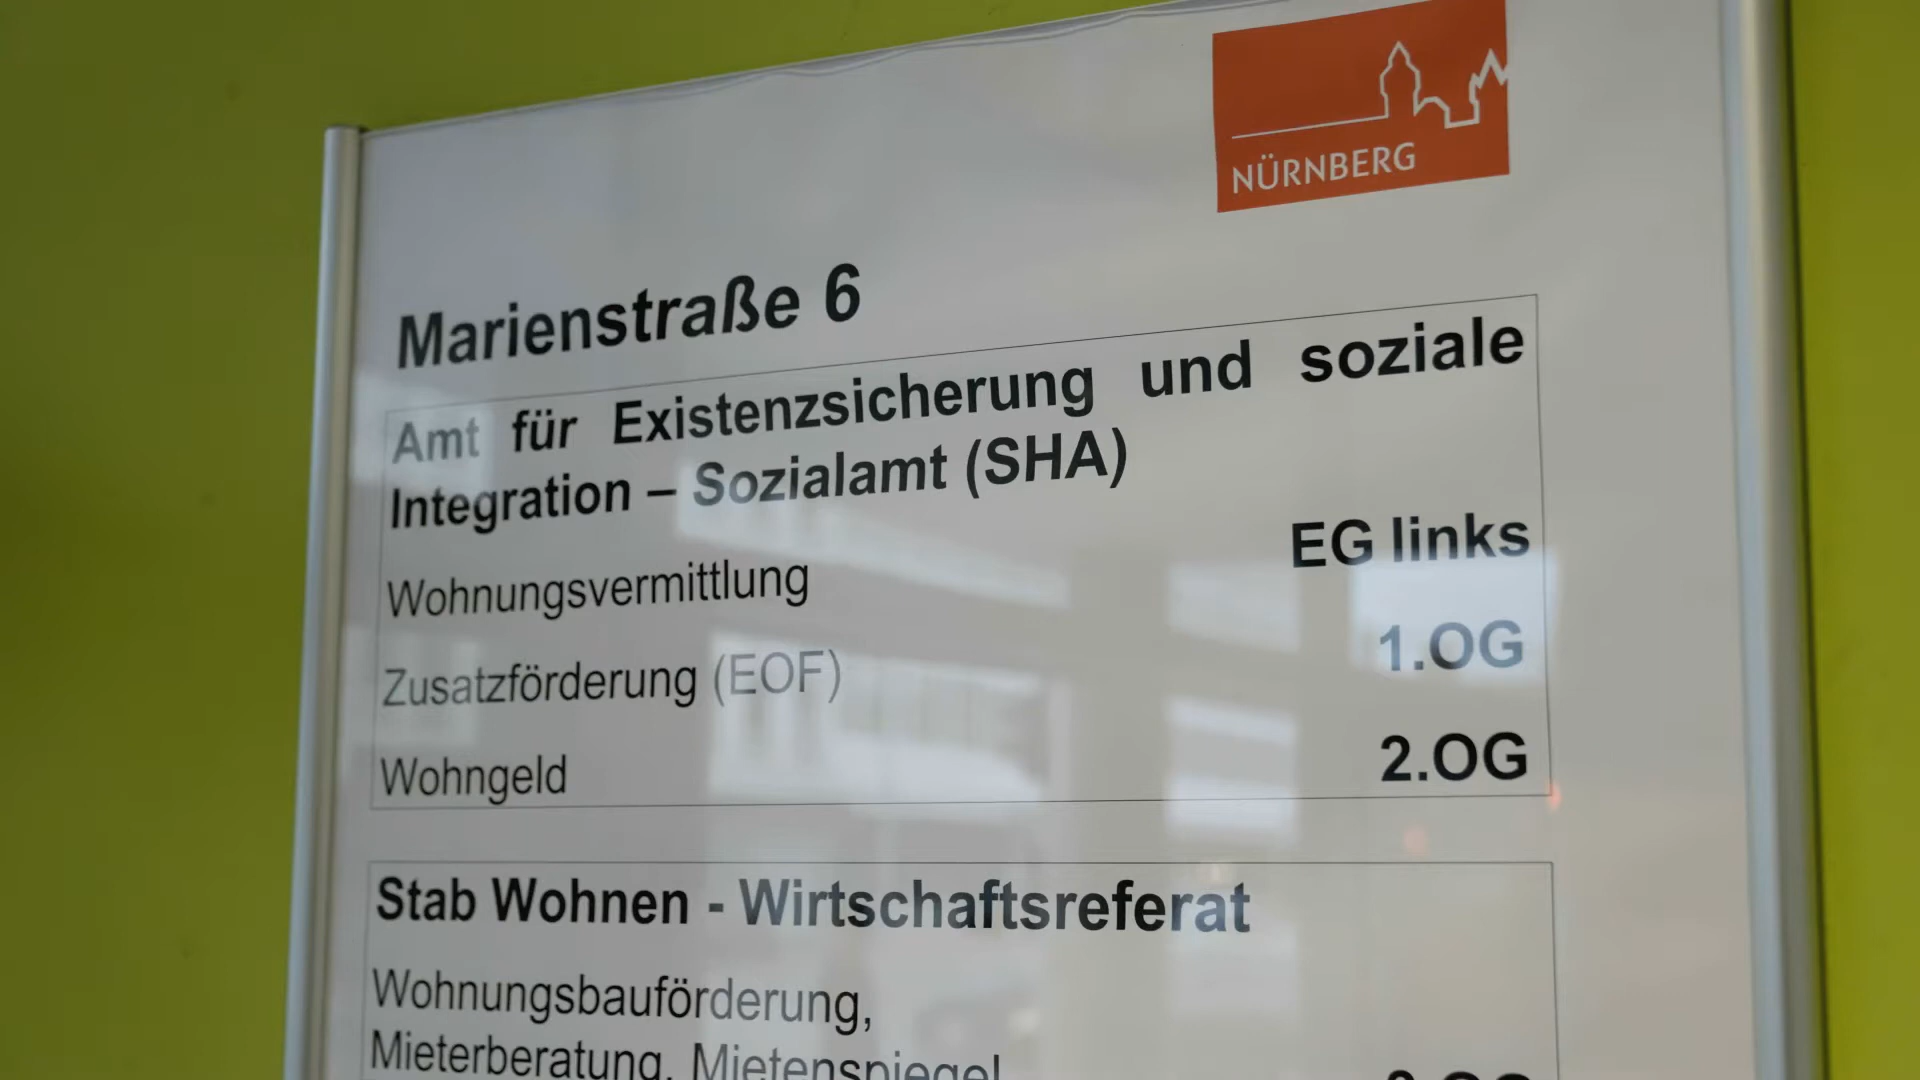 NÜRNBERG
Marienstraße 6
Amt für Existenzsicherung und soziale
Integration – Sozialamt (SHA)
EG links
Wohnungsvermittlung
1.OG
Zusatzförderung (EOF)
2.OG
Wohngeld
Stab Wohnen - Wirtschaftsreferat
Wohnungsbauförderung,
Mieterberatung, Mietenspiegel